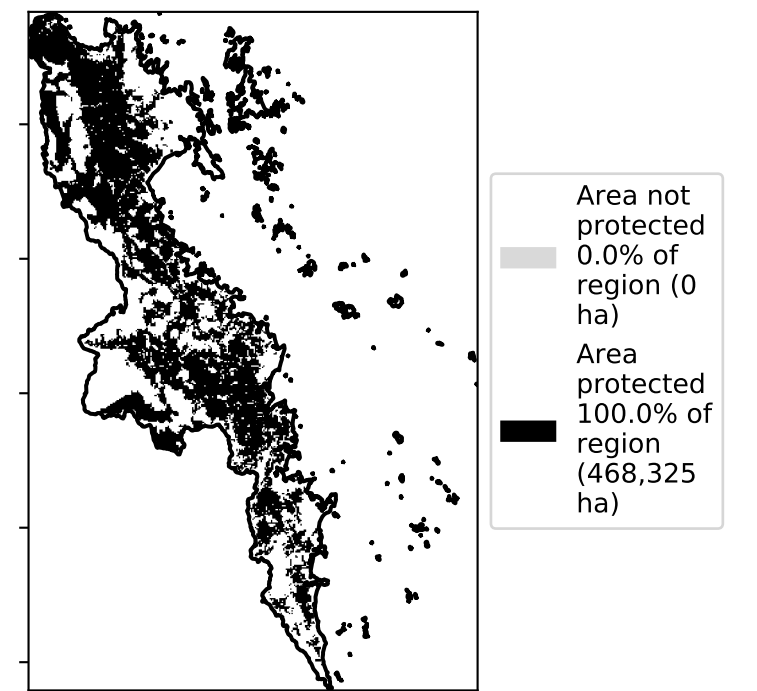 Area not
protected
0.0% of
region (0
ha)
Area
protected
100.0% of
region
(468,325
ha)